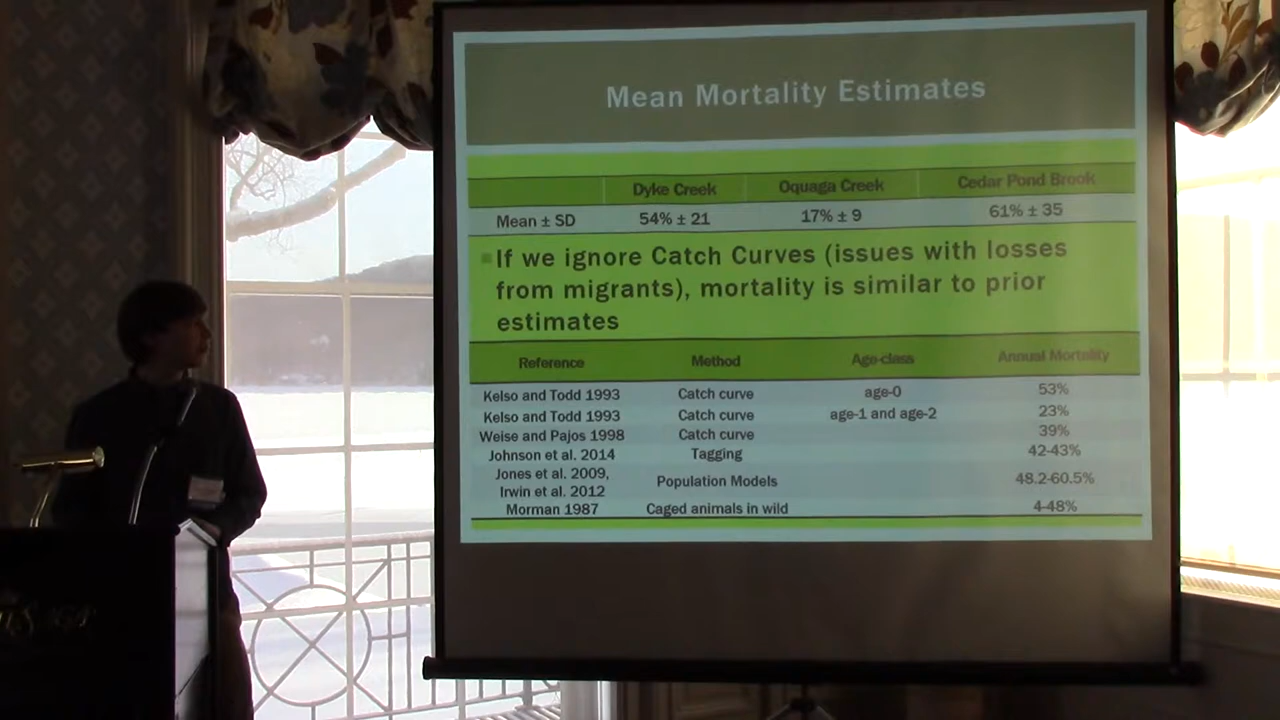 Mean Mortality Estimates
Dyke Creek Oquaga Creek Cedar Pond Brook
Mean ± SD 54% ± 21 17% ± 9 61% ± 35
If we ignore Catch Curves (issues with losses
from migrants), mortality is similar to prior
estimates
Reference Method Age-class Annual Mortality
Kelso and Todd 1993 Catch curve age-0 53%
Kelso and Todd 1993 Catch curve age-1 and age-2 23%
Weise and Pajos 1998 Catch curve 39%
Johnson et al. 2014 Tagging 42-43%
Jones et al. 2009,
Irwin et al. 2012 Population Models 48.2-60.5%
Morman 1987 Caged animals in wild 4-48%